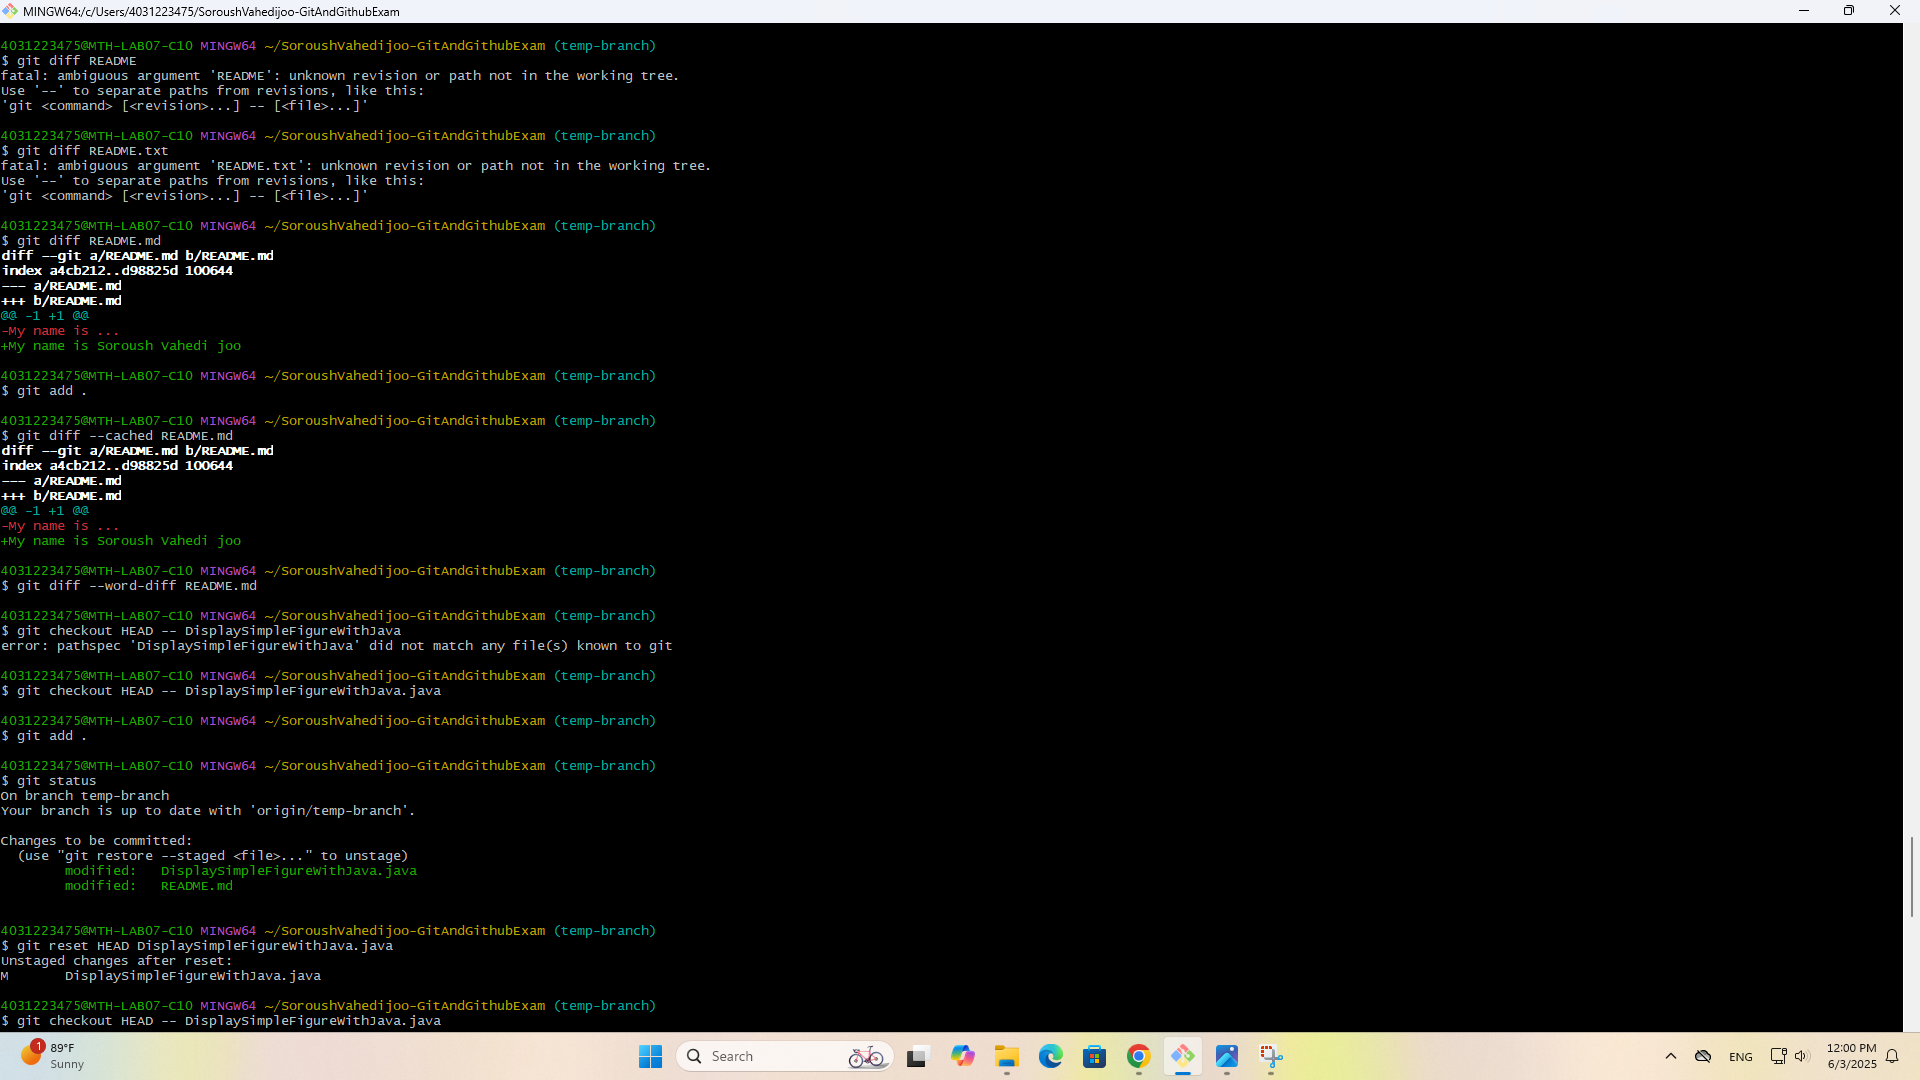 MINGW64:/c/Users/4031223475/SoroushVahedijoo-GitAndGithubExam
4031223475@MTH-LAB07-C10 MINGW64 ~/SoroushVahedijoo-GitAndGithubExam (temp-branch)
$ git diff README
fatal: ambiguous argument 'README': unknown revision or path not in the working tree.
Use '--' to separate paths from revisions, like this:
'git <command> [<revision>...] -- [<file>...]'
4031223475@MTH-LAB07-C10 MINGW64 ~/SoroushVahedijoo-GitAndGithubExam (temp-branch)
$ git diff README.txt
fatal: ambiguous argument 'README.txt': unknown revision or path not in the working tree.
Use '--' to separate paths from revisions, like this:
'git <command> [<revision>...] -- [<file>...]'
4031223475@MTH-LAB07-C10 MINGW64 ~/SoroushVahedijoo-GitAndGithubExam (temp-branch)
$ git diff README.md
diff --git a/README.md b/README.md
index a4cb212..d98825d 100644
--- a/README.md
+++ b/README.md
@@ -1 +1 @@
-My name is ...
+My name is Soroush Vahedi joo
4031223475@MTH-LAB07-C10 MINGW64 ~/SoroushVahedijoo-GitAndGithubExam (temp-branch)
$ git add .
4031223475@MTH-LAB07-C10 MINGW64 ~/SoroushVahedijoo-GitAndGithubExam (temp-branch)
$ git diff --cached README.md
diff --git a/README.md b/README.md
index a4cb212..d98825d 100644
--- a/README.md
+++ b/README.md
@@ -1 +1 @@
-My name is ...
+My name is Soroush Vahedi joo
4031223475@MTH-LAB07-C10 MINGW64 ~/SoroushVahedijoo-GitAndGithubExam (temp-branch)
$ git diff --word-diff README.md
4031223475@MTH-LAB07-C10 MINGW64 ~/SoroushVahedijoo-GitAndGithubExam (temp-branch)
$ git checkout HEAD -- DisplaySimpleFigureWithJava
error: pathspec 'DisplaySimpleFigureWithJava' did not match any file(s) known to git
4031223475@MTH-LAB07-C10 MINGW64 ~/SoroushVahedijoo-GitAndGithubExam (temp-branch)
$ git checkout HEAD -- DisplaySimpleFigureWithJava.java
4031223475@MTH-LAB07-C10 MINGW64 ~/SoroushVahedijoo-GitAndGithubExam (temp-branch)
$ git add .
4031223475@MTH-LAB07-C10 MINGW64 ~/SoroushVahedijoo-GitAndGithubExam (temp-branch)
$ git status
On branch temp-branch
Your branch is up to date with 'origin/temp-branch'.
Changes to be committed:
(use "git restore --staged <file>..." to unstage)
modified:   DisplaySimpleFigureWithJava.java
modified:   README.md
4031223475@MTH-LAB07-C10 MINGW64 ~/SoroushVahedijoo-GitAndGithubExam (temp-branch)
$ git reset HEAD DisplaySimpleFigureWithJava.java
Unstaged changes after reset:
M       DisplaySimpleFigureWithJava.java
4031223475@MTH-LAB07-C10 MINGW64 ~/SoroushVahedijoo-GitAndGithubExam (temp-branch)
$ git checkout HEAD -- DisplaySimpleFigureWithJava.java
1
89°F
Sunny
Search
ENG
12:00 PM
6/3/2025